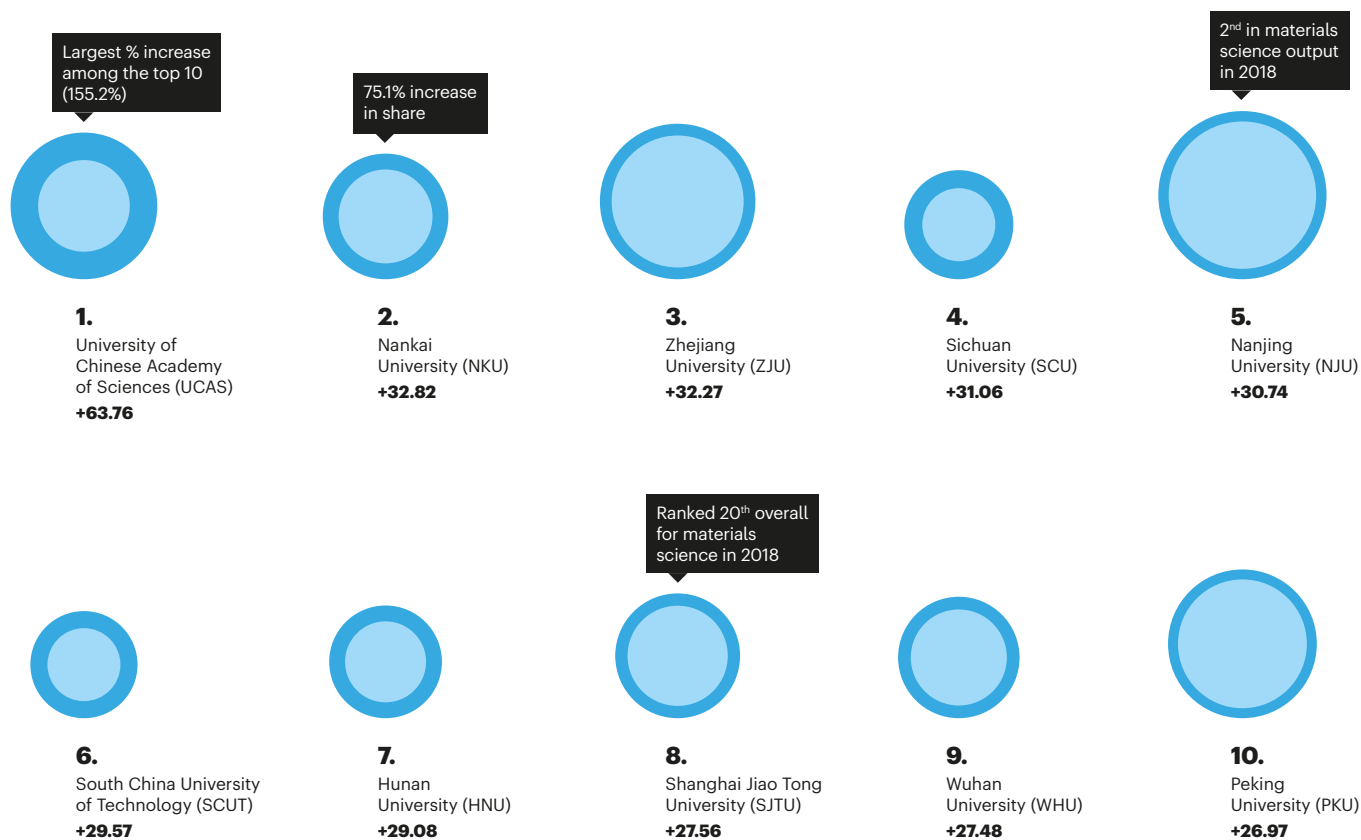 Largest % increase
among the top 10
(155.2%)
75.1% increase
in share
2nd in materials
science output
in 2018
1.
University of
Chinese Academy
of Sciences (UCAS)
+63.76
2.
Nankai
University (NKU)
+32.82
3.
Zhejiang
University (ZJU)
+32.27
4.
Sichuan
University (SCU)
+31.06
5.
Nanjing
University (NJU)
+30.74
Ranked 20th overall
for materials
science in 2018
6.
South China University
of Technology (SCUT)
+29.57
7.
Hunan
University (HNU)
+29.08
8.
Shanghai Jiao Tong
University (SJTU)
+27.56
9.
Wuhan
University (WHU)
+27.48
10.
Peking
University (PKU)
+26.97